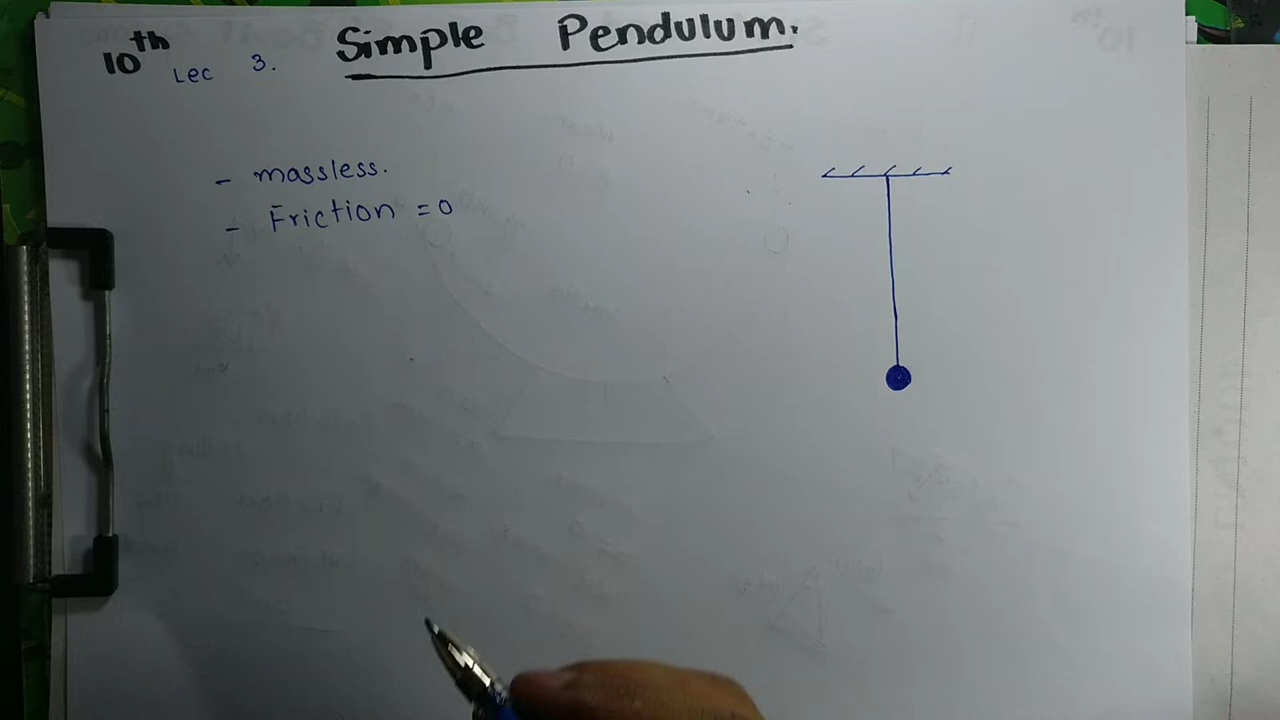 Simple Pendulum.
10th Lec 3.
- massless.
- Friction = 0